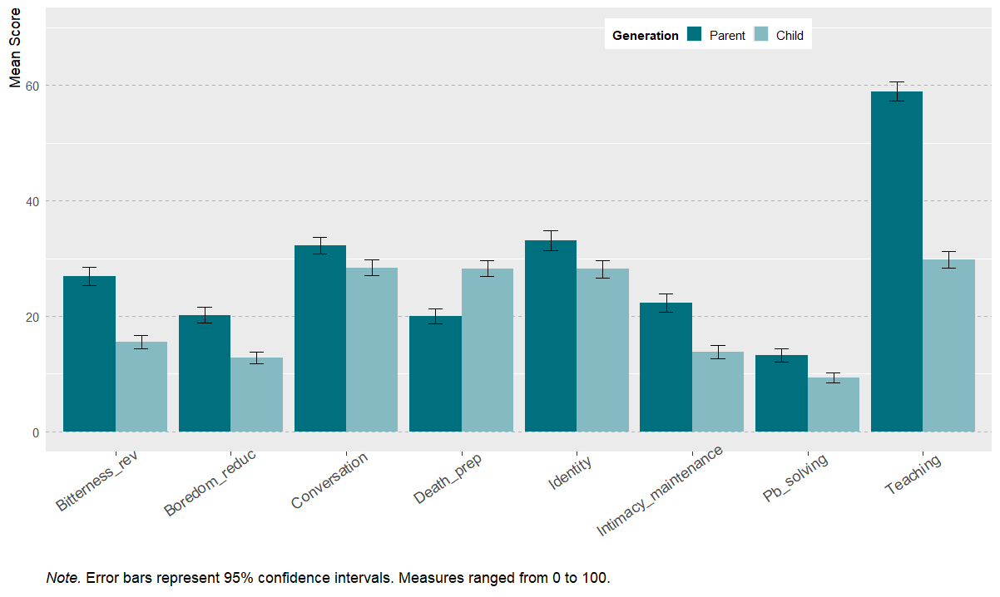 Mean Score
Generation Parent Child
60
40
20
0
Bitterness_rev
Boredom_reduc
Conversation
Death_prep
Identity
Intimacy_maintenance
Pb_solving
Teaching
Note. Error bars represent 95% confidence intervals. Measures ranged from 0 to 100.